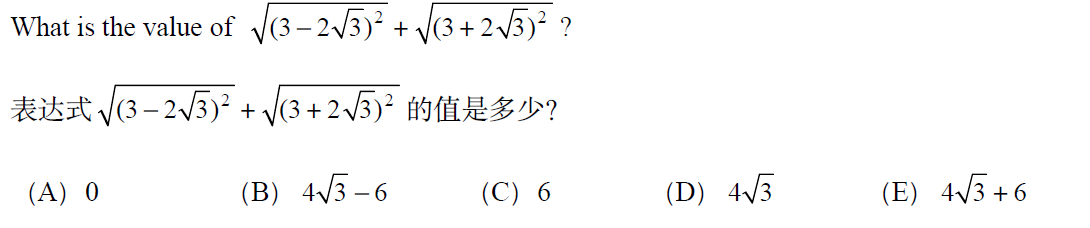 What is the value of √(3−2√3)² + √(3+2√3)² ?
表达式 √(3−2√3)² + √(3+2√3)² 的值是多少?
(A) 0 (B) 4√3−6 (C) 6 (D) 4√3 (E) 4√3+6